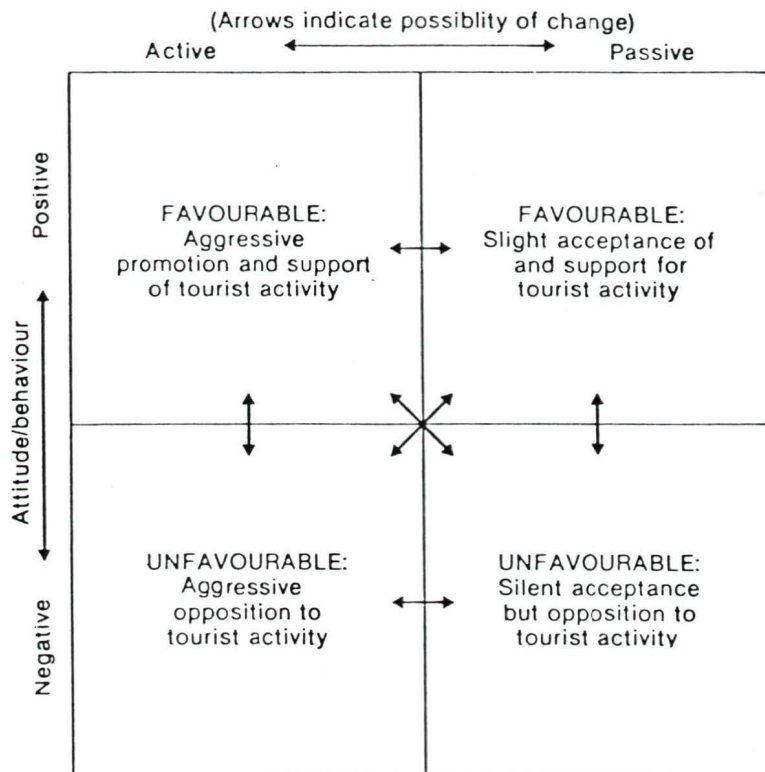 (Arrows indicate possiblity of change)
Active
Passive
Positive
Attitude/behaviour
Negative
FAVOURABLE:
Aggressive
promotion and support
of tourist activity
FAVOURABLE:
Slight acceptance of
and support for
tourist activity
UNFAVOURABLE:
Aggressive
opposition to
tourist activity
UNFAVOURABLE:
Silent acceptance
but opposition to
tourist activity